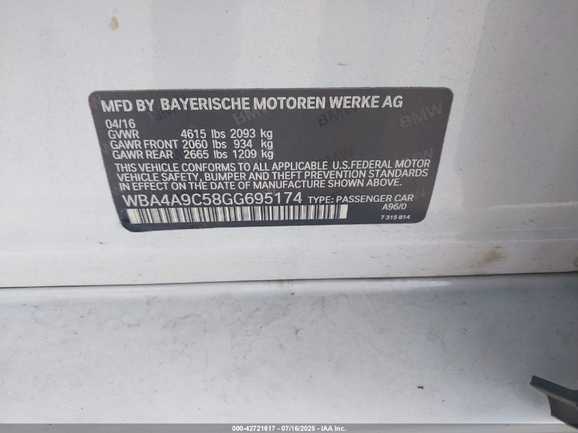 MFD BY BAYERISCHE MOTOREN WERKE AG
04/16
GVWR 4615 lbs 2093 kg
GAWR FRONT 2060 lbs 934 kg
GAWR REAR 2665 lbs 1209 kg
THIS VEHICLE CONFORMS TO ALL APPLICABLE U.S.FEDERAL MOTOR
VEHICLE SAFETY, BUMPER AND THEFT PREVENTION STANDARDS
IN EFFECT ON THE DATE OF MANUFACTURE SHOWN ABOVE.
WBA4A9C58GG695174 TYPE: PASSENGER CAR
A96/0
7 315 814
000-42721617 - 07/16/2025 - IAA Inc.